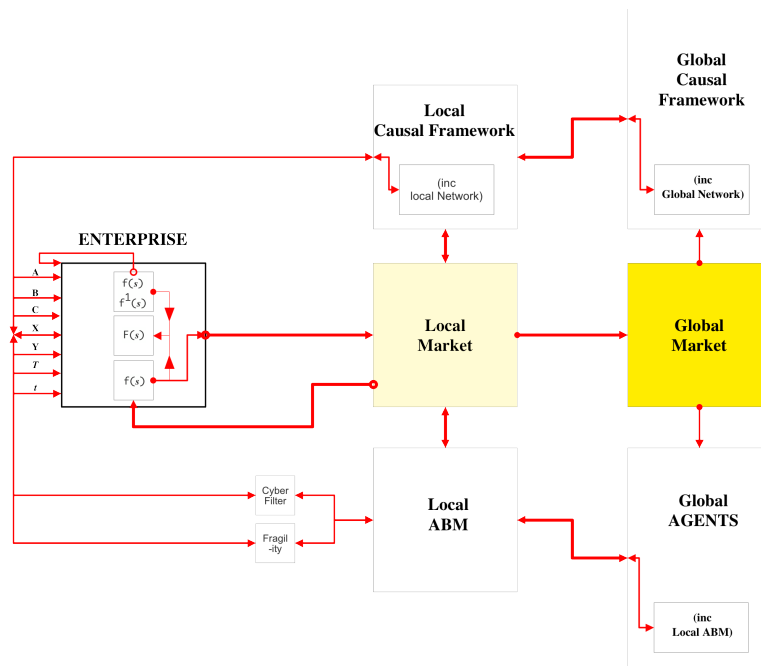 Global
Causal
Framework
Local
Causal Framework
(inc
local Network)
(inc
Global Network)
ENTERPRISE
A
B
C
X
Y
T
t
f(s)
f¹(s)
F(s)
f(s)
Local
Market
Global
Market
Cyber
Filter
Fragil
-ity
Local
ABM
Global
AGENTS
(inc
Local ABM)